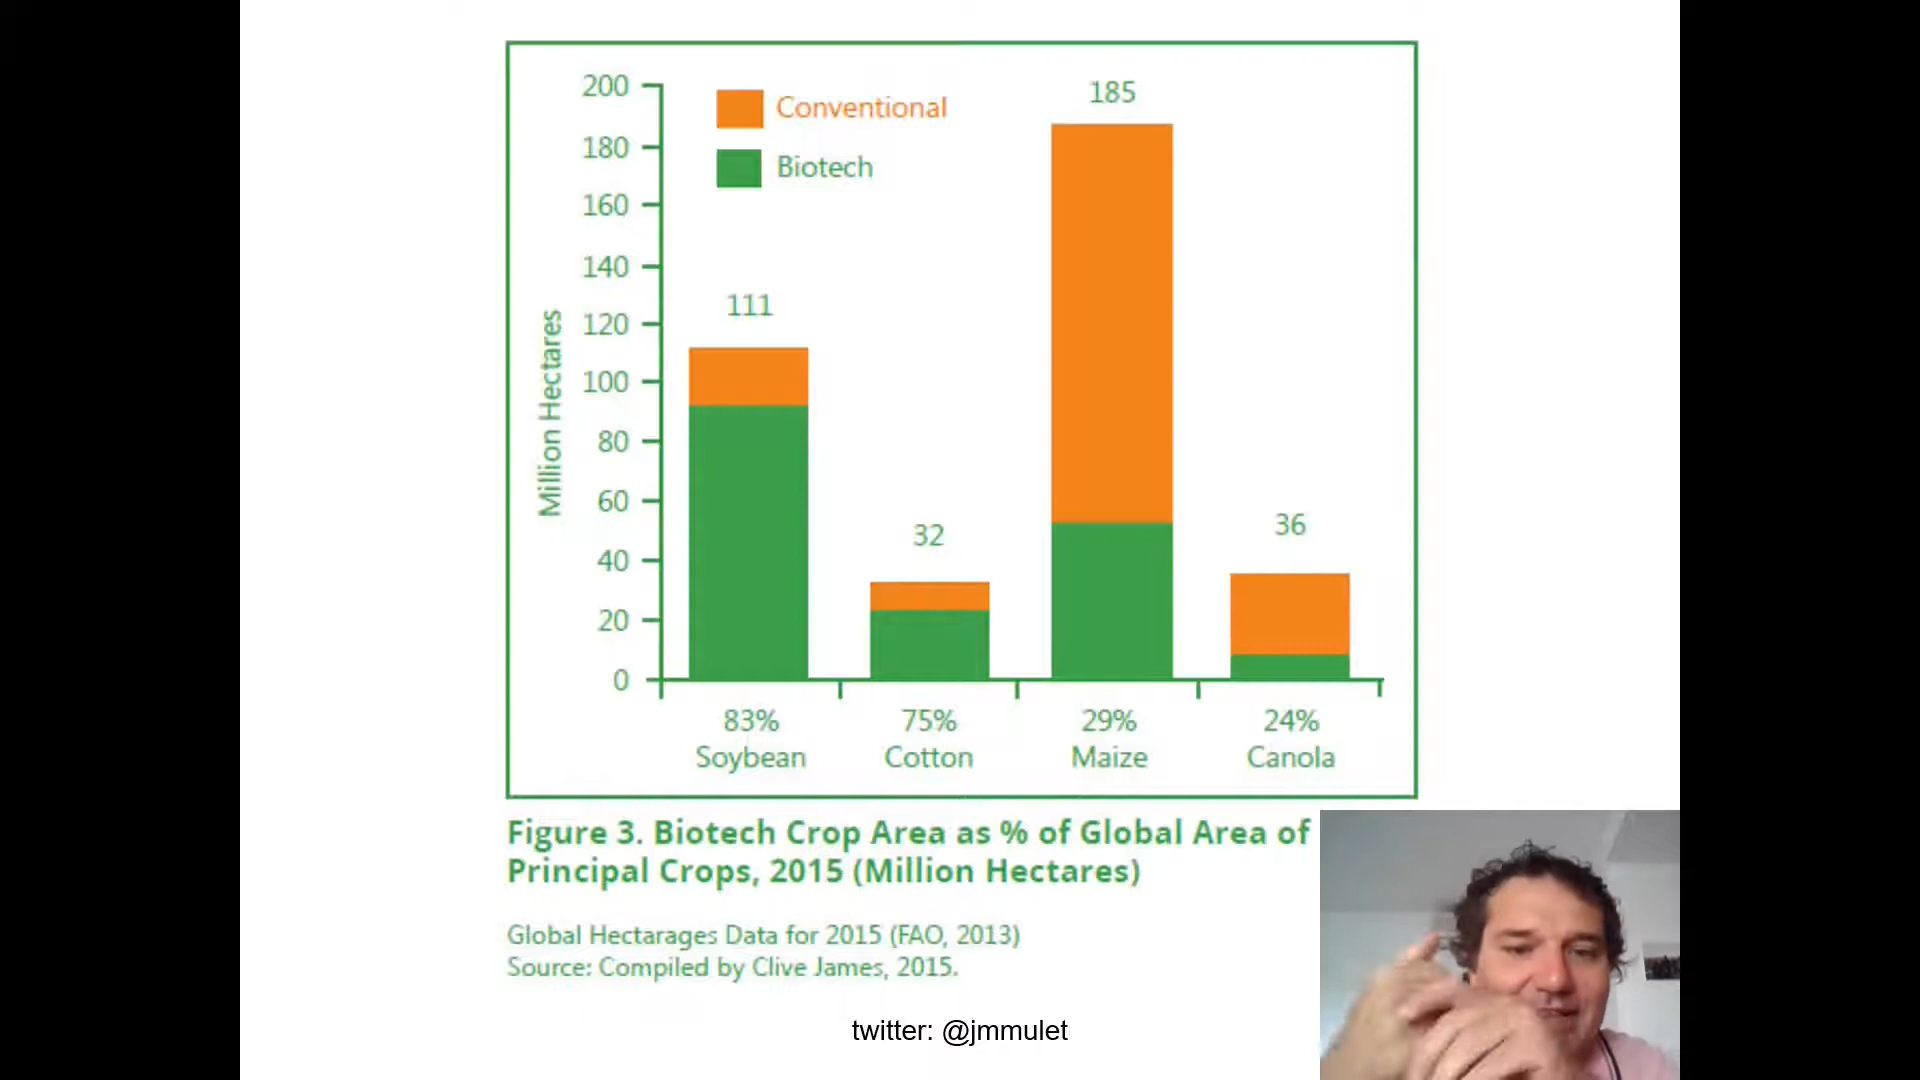 200
180
160
140
120
100
80
60
40
20
0
Million Hectares
Conventional
Biotech
111
32
185
36
83%
Soybean
75%
Cotton
29%
Maize
24%
Canola
Figure 3. Biotech Crop Area as % of Global Area of
Principal Crops, 2015 (Million Hectares)
Global Hectarages Data for 2015 (FAO, 2013)
Source: Compiled by Clive James, 2015.
twitter: @jmmulet